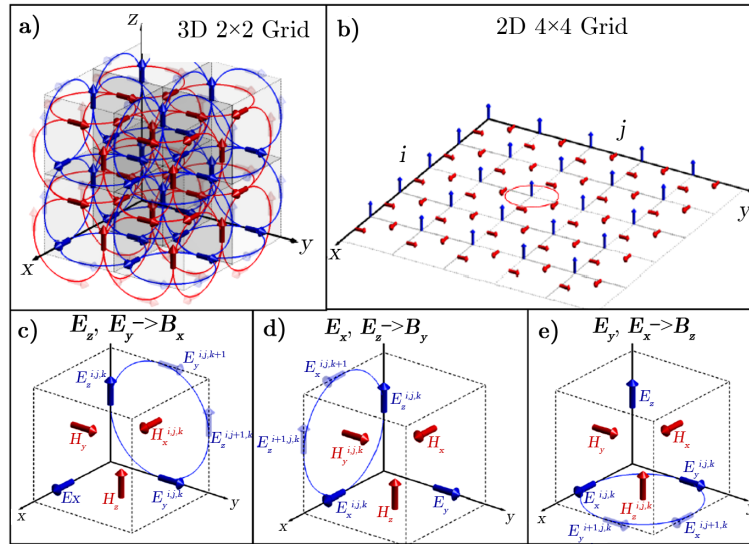 a)
3D 2×2 Grid
z
x
y
b)
2D 4×4 Grid
i
j
x
y
c)
E_z, E_y->B_x
E_y^{i,j,k+1}
E_z^{i,j,k}
H_y
H_x^{i,j,k}
E_z^{i,j+1,k}
Ex
H_z
E_y^{i,j,k}
x
y
d)
E_x, E_z->B_y
E_x^{i,j,k+1}
E_z^{i,j,k}
E_z^{i+1,j,k}
H_y^{i,j,k}
H_x
E_x^{i,j,k}
H_z
E_y
x
y
e)
E_y, E_x->B_z
E_z
H_y
H_x
E_x^{i,j,k}
E_y^{i,j,k}
H_z^{i,j,k}
E_y^{i+1,j,k}
E_x^{i,j+1,k}
x